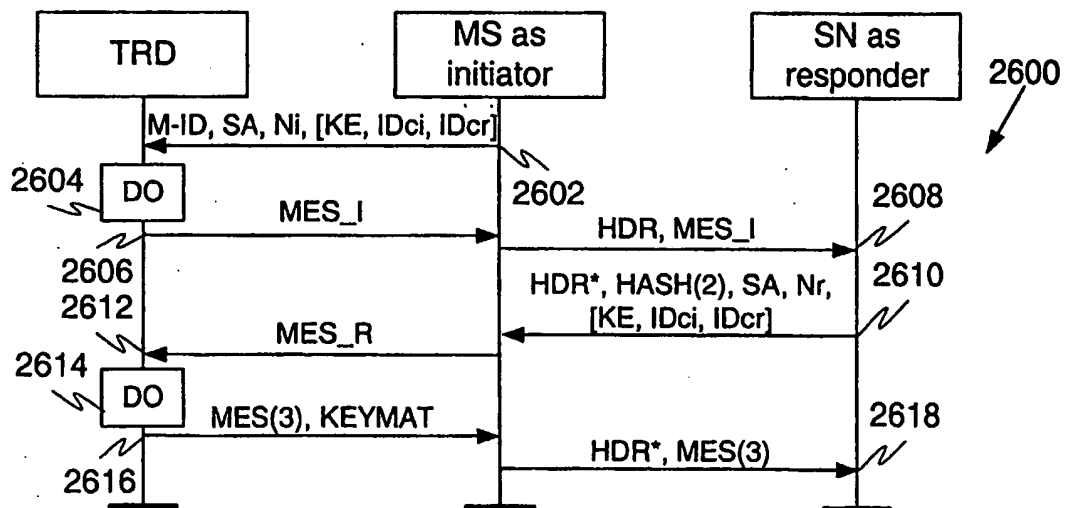 TRD
MS as
initiator
SN as
responder
2600
M-ID, SA, Ni, [KE, IDci, IDcr]
2602
2604
DO
MES_I
2606
HDR, MES_I
2608
HDR*, HASH(2), SA, Nr,
[KE, IDci, IDcr]
2610
2612
MES_R
2614
DO
MES(3), KEYMAT
2616
HDR*, MES(3)
2618